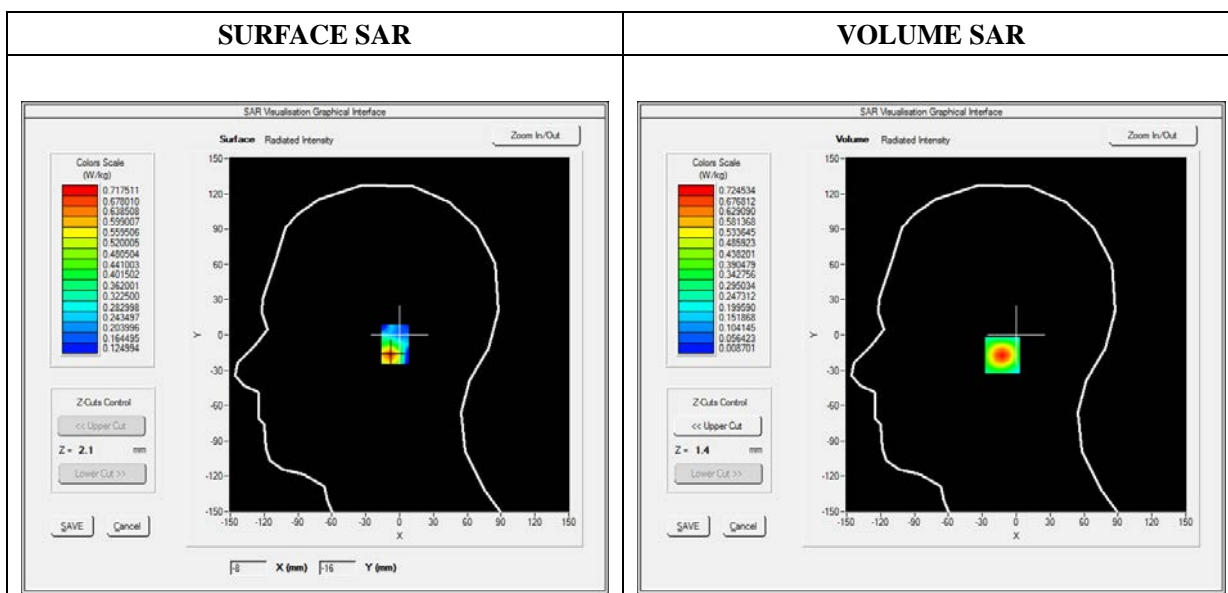 SURFACE SAR
SAR Visualisation Graphical Interface
Surface Radiated Intensity
Zoom In/Out
Colors Scale
(W/kg)
0.717511
0.678010
0.638508
0.599007
0.559506
0.520005
0.480504
0.441003
0.401502
0.362001
0.322500
0.282998
0.243497
0.203996
0.164495
0.124994
Z-Cuts Control
<< Upper Cut
Z = 2.1 mm
Lower Cut >>
SAVE Cancel
150
120
90
60
30
0
-30
-60
-90
-120
-150
Y
-150 -120 -90 -60 -30 0 30 60 90 120 150
X
-8 X (mm) -16 Y (mm)
VOLUME SAR
SAR Visualisation Graphical Interface
Volume Radiated Intensity
Zoom In/Out
Colors Scale
(W/kg)
0.724534
0.676812
0.629090
0.581368
0.533645
0.485923
0.438201
0.390479
0.342756
0.295034
0.247312
0.199590
0.151868
0.104145
0.056423
0.008701
Z-Cuts Control
<< Upper Cut
Z = 1.4 mm
Lower Cut >>
SAVE Cancel
150
120
90
60
30
0
-30
-60
-90
-120
-150
Y
-150 -120 -90 -60 -30 0 30 60 90 120 150
X